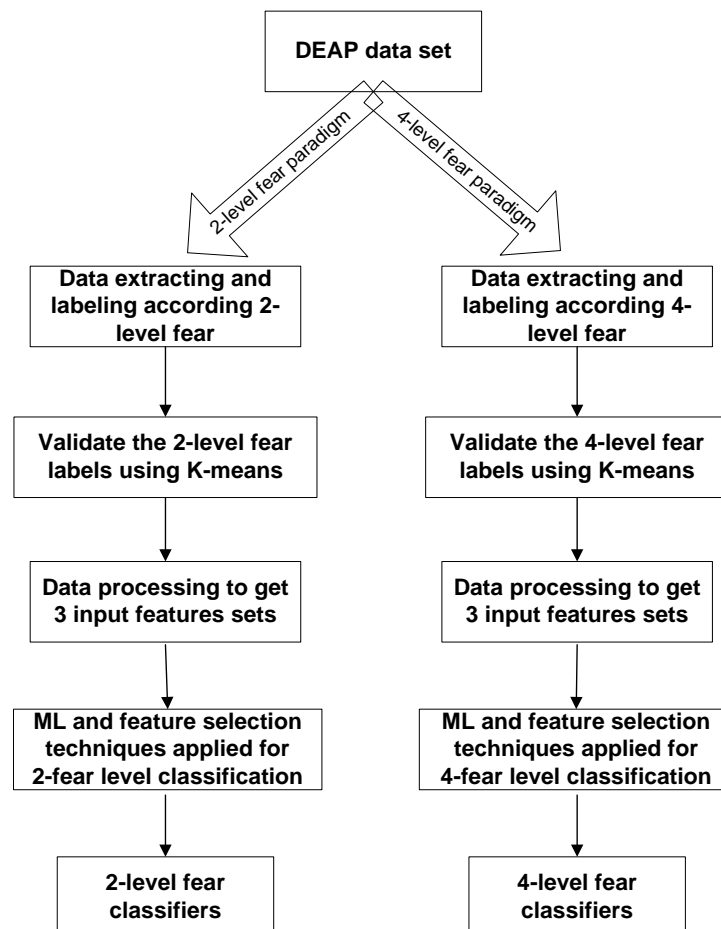 DEAP data set
2-level fear paradigm
4-level fear paradigm
Data extracting and
labeling according 2-
level fear
Data extracting and
labeling according 4-
level fear
Validate the 2-level fear
labels using K-means
Validate the 4-level fear
labels using K-means
Data processing to get
3 input features sets
Data processing to get
3 input features sets
ML and feature selection
techniques applied for
2-fear level classification
ML and feature selection
techniques applied for
4-fear level classification
2-level fear
classifiers
4-level fear
classifiers